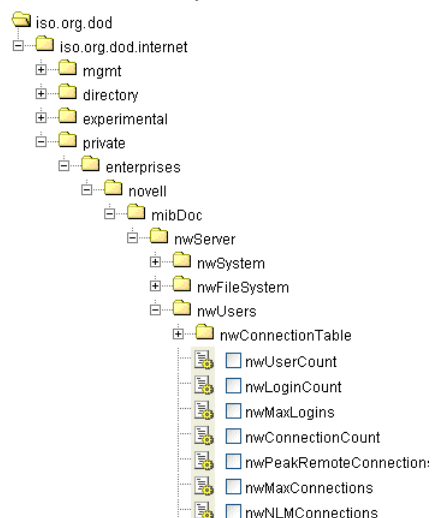 iso.org.dod
iso.org.dod.internet
mgmt
directory
experimental
private
enterprises
novell
mibDoc
nwServer
nwSystem
nwFileSystem
nwUsers
nwConnectionTable
nwUserCount
nwLoginCount
nwMaxLogins
nwConnectionCount
nwPeakRemoteConnections
nwMaxConnections
nwNLMConnections